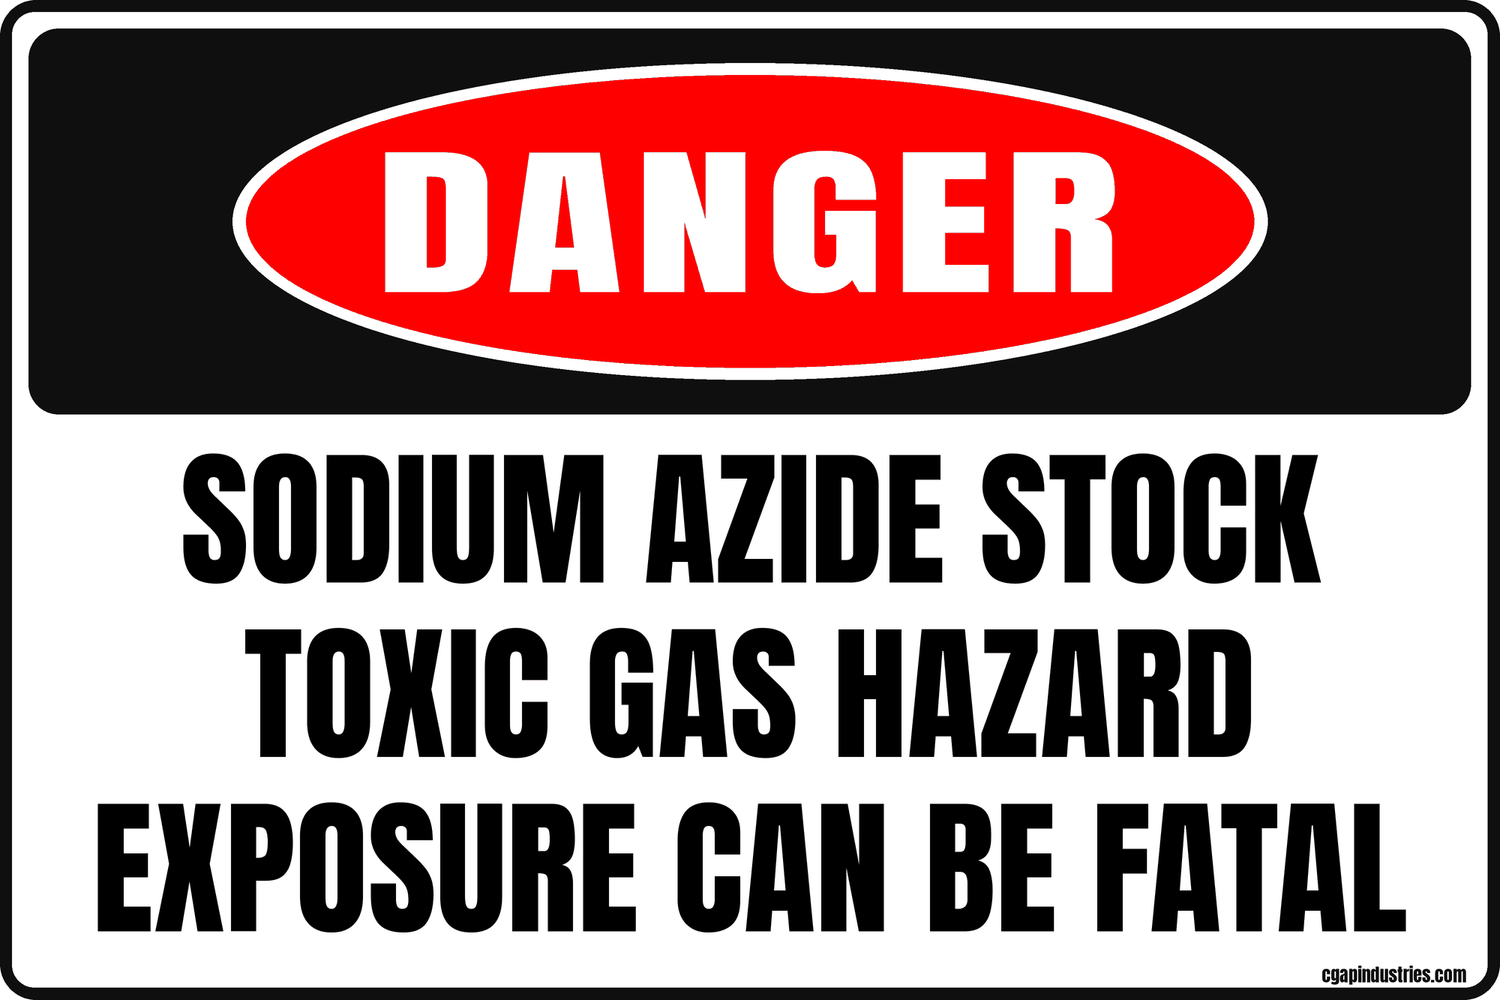 DANGER
SODIUM AZIDE STOCK
TOXIC GAS HAZARD
EXPOSURE CAN BE FATAL
cgapindustries.com